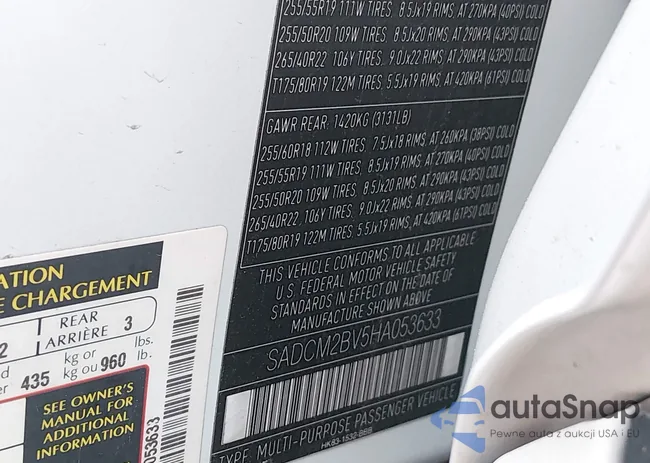 255/55R19 111W TIRES, 8.5Jx19 RIMS, AT 270KPA (40PSI) COLD
255/50R20 109W TIRES, 8.5Jx20 RIMS, AT 290KPA (43PSI) COLD
265/40R22 106Y TIRES, 9.0Jx22 RIMS, AT 290KPA (43PSI) COLD
T175/80R19 122M TIRES, 5.5Jx19 RIMS, AT 420KPA (61PSI) COLD
GAWR REAR: 1420KG (3131LB)
255/60R18 112W TIRES, 7.5Jx18 RIMS, AT 260KPA (38PSI) COLD
255/55R19 111W TIRES, 8.5Jx19 RIMS, AT 270KPA (40PSI) COLD
255/50R20 109W TIRES, 8.5Jx20 RIMS, AT 290KPA (43PSI) COLD
265/40R22 106Y TIRES, 9.0Jx22 RIMS, AT 290KPA (43PSI) COLD
T175/80R19 122M TIRES, 5.5Jx19 RIMS, AT 420KPA (61PSI) COLD
THIS VEHICLE CONFORMS TO ALL APPLICABLE
U.S. FEDERAL MOTOR VEHICLE SAFETY
STANDARDS IN EFFECT ON THE DATE OF
MANUFACTURE SHOWN ABOVE
SADCM2BV5HA053633
TYPE: MULTI-PURPOSE PASSENGER VEHICLE
HK83-1532-BBB
ATION
E CHARGEMENT
2 REAR ARRIÈRE 3
435 kg or kg ou 960 lbs. lb.
SEE OWNER'S
MANUAL FOR
ADDITIONAL
INFORMATION
A053633
autoSnap
Pewne auta z aukcji USA i EU